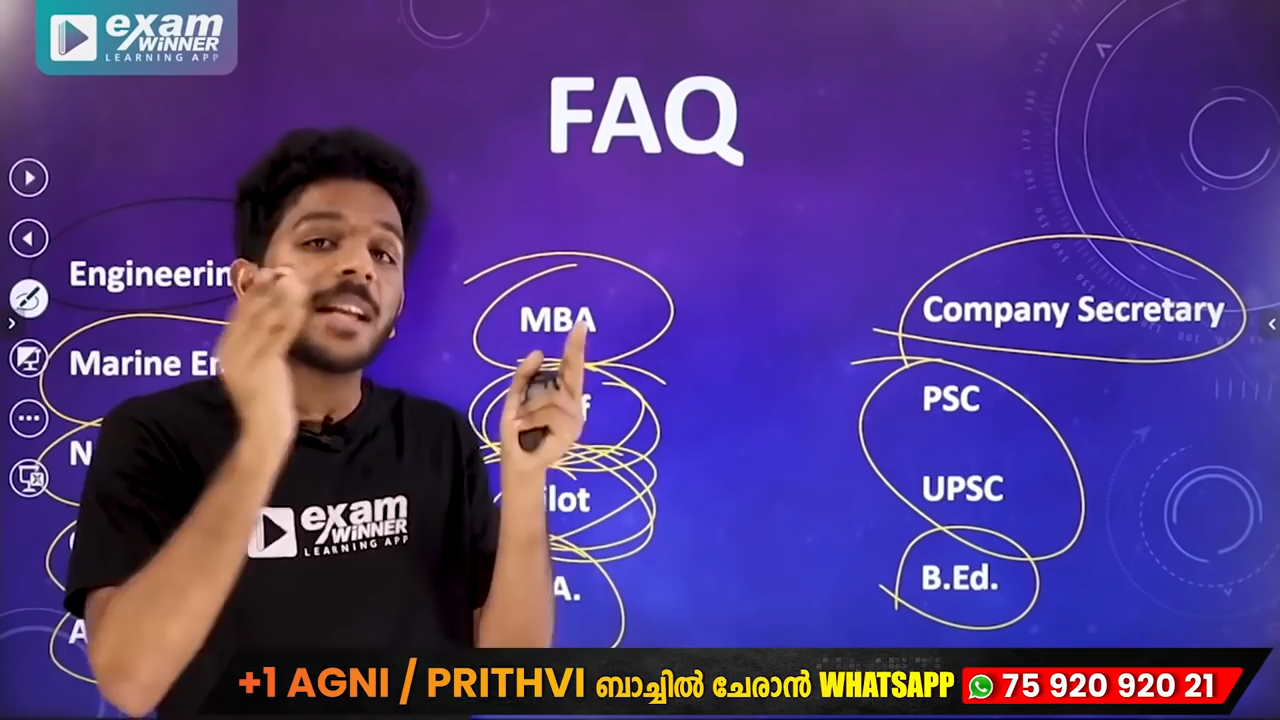 exam
WiNNER
LEARNING APP
FAQ
Engineerin
Marine En
MBA
Company Secretary
PSC
UPSC
B.Ed.
exam
WiNNER
LEARNING APP
+1 AGNI / PRITHVI ബാച്ചിൽ ചേരാൻ WHATSAPP 75 920 920 21